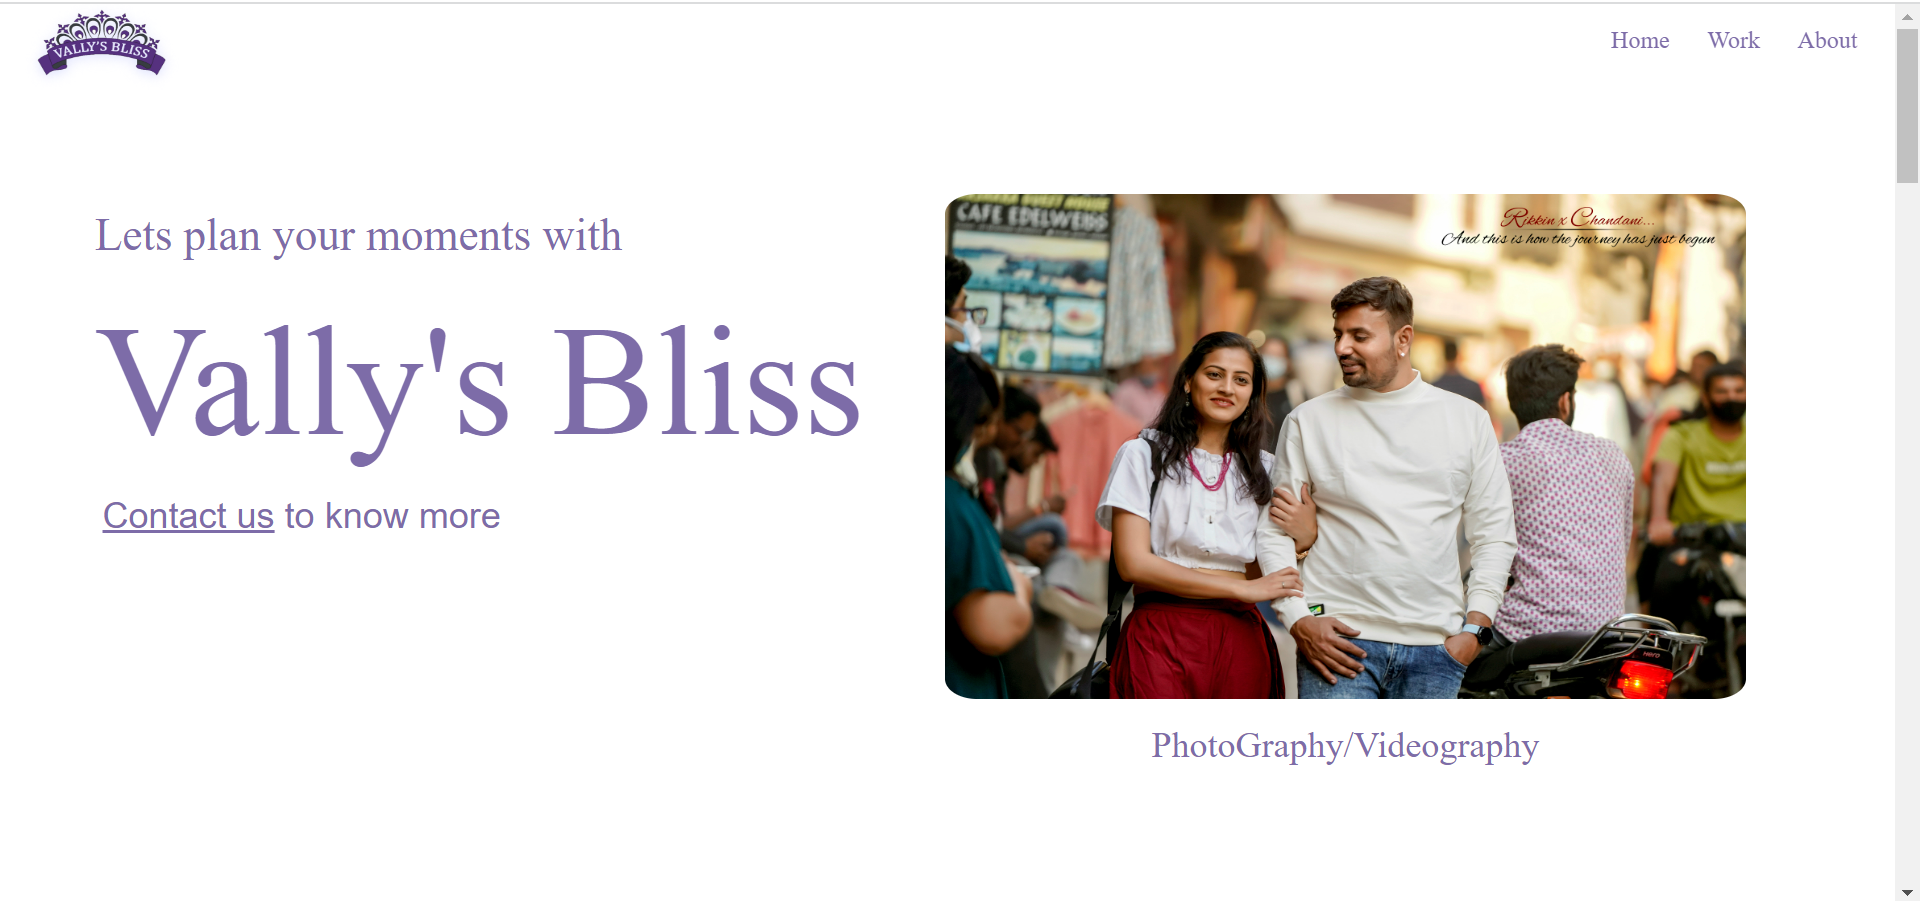 VALLY'S BLISS
Home Work About
Lets plan your moments with
Vally's Bliss
Contact us to know more
CAFE EDELWEISS
Rikkin x Chandani...
And this is how the journey has just begun
Hero
PhotoGraphy/Videography